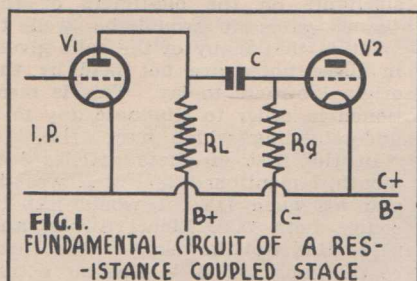 V1
V2
C
I.P.
RL
Rg
C+
B-
B+
C-
FIG.1.
FUNDAMENTAL CIRCUIT OF A RES-
-ISTANCE COUPLED STAGE